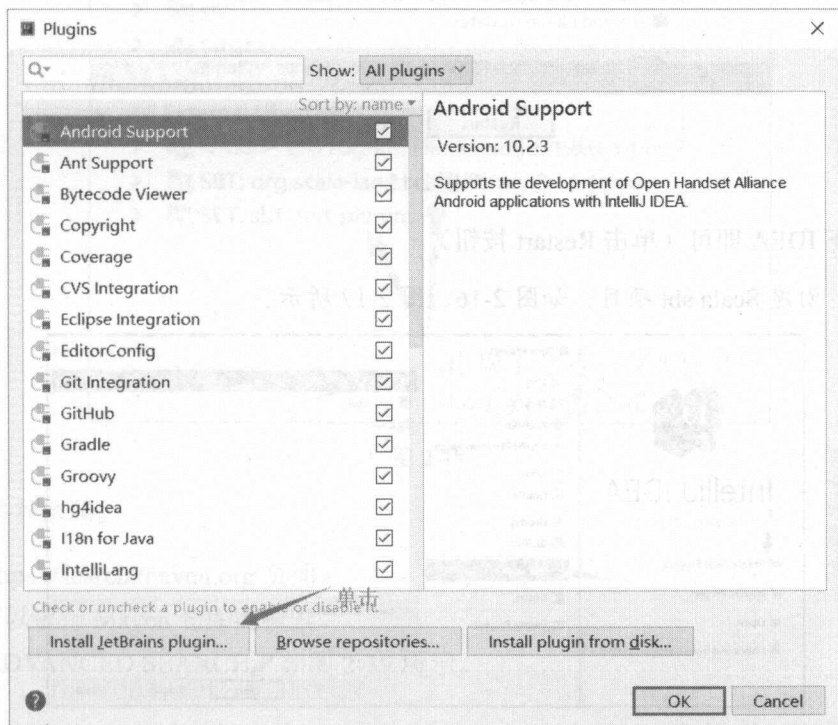 Plugins
Show: All plugins
Sort by: name
Android Support
Ant Support
Bytecode Viewer
Copyright
Coverage
CVS Integration
Eclipse Integration
EditorConfig
Git Integration
GitHub
Gradle
Groovy
hg4idea
I18n for Java
IntelliLang
Android Support
Version: 10.2.3
Supports the development of Open Handset Alliance
Android applications with IntelliJ IDEA.
Check or uncheck a plugin to enable or disable it.
单击
Install JetBrains plugin...
Browse repositories...
Install plugin from disk...
OK
Cancel